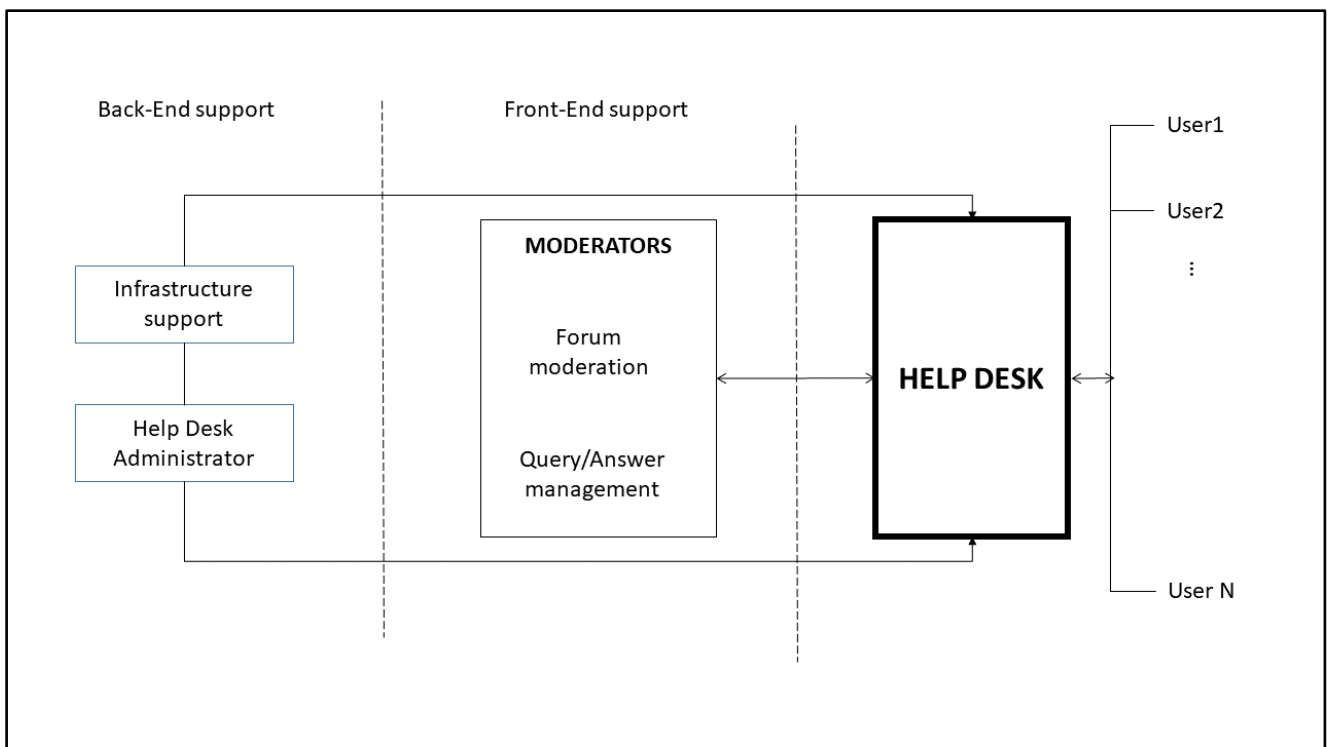 Back-End support
Front-End support
User1
User2
⋮
MODERATORS
Infrastructure
support
Forum
moderation
HELP DESK
Help Desk
Administrator
Query/Answer
management
User N